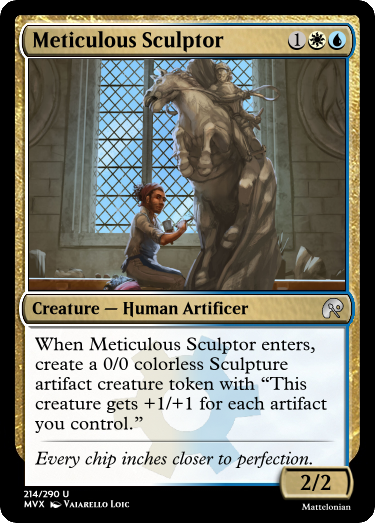 Meticulous Sculptor 1
Creature — Human Artificer
When Meticulous Sculptor enters,
create a 0/0 colorless Sculpture
artifact creature token with “This
creature gets +1/+1 for each artifact
you control.”
Every chip inches closer to perfection.
2/2
214/290 U
MVX Vaiarello Loic
Mattelonian